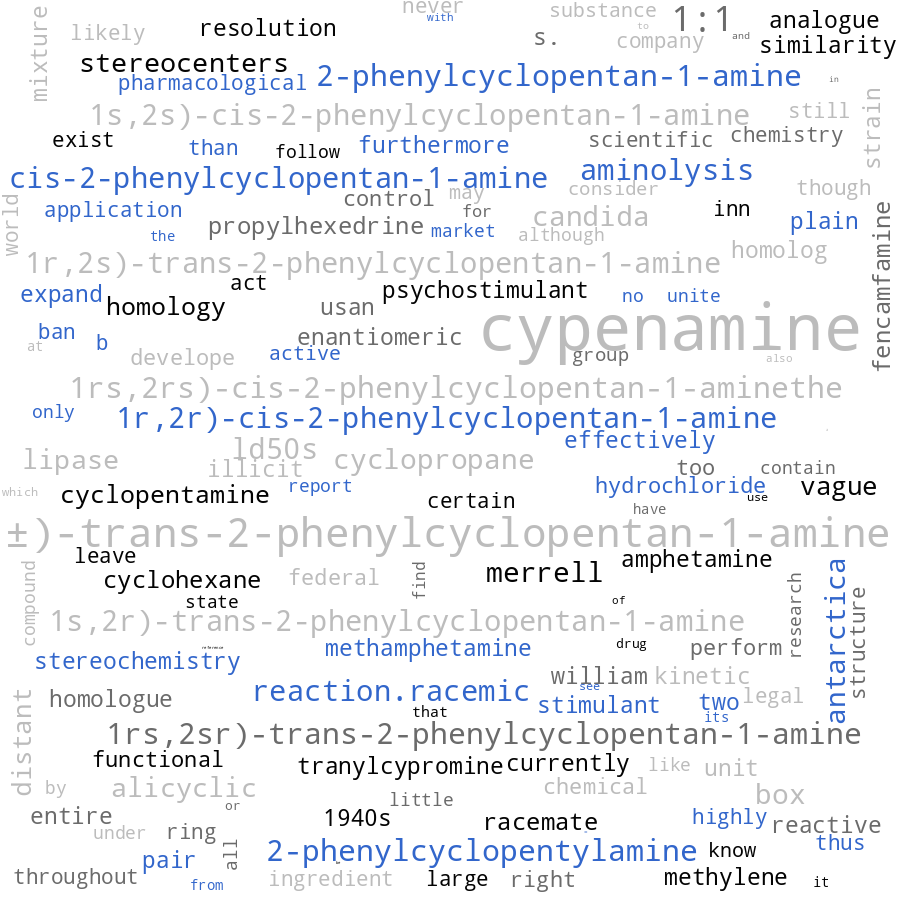 never
with
substance
1:1
analogue
mixture
likely
resolution
s.
to
company
and
similarity
stereocenters
pharmacological
2-phenylcyclopentan-1-amine
in
1s,2s)-cis-2-phenylcyclopentan-1-amine
still
strain
exist
than
follow
furthermore
scientific
chemistry
cis-2-phenylcyclopentan-1-amine
aminolysis
control
may
consider
though
world
application
for
candida
inn
plain
propylhexedrine
market
the
although
homolog
1r,2s)-trans-2-phenylcyclopentan-1-amine
fencamfamine
expand
act
psychostimulant
no
unite
homology
usan
ban
b
enantiomeric
cypenamine
at
develope
active
group
also
1rs,2rs)-cis-2-phenylcyclopentan-1-aminethe
only
1r,2r)-cis-2-phenylcyclopentan-1-amine
ld50s
effectively
lipase
illicit
cyclopropane
too
contain
which
cyclopentamine
report
certain
hydrochloride
use
vague
have
±)-trans-2-phenylcyclopentan-1-amine
leave
amphetamine
compound
cyclohexane
federal
find
merrell
research
antarctica
structure
state
of
1s,2r)-trans-2-phenylcyclopentan-1-amine
reference
stereochemistry
methamphetamine
drug
perform
william
kinetic
distant
homologue
reaction.racemic
see
stimulant
two
legal
that
its
1rs,2sr)-trans-2-phenylcyclopentan-1-amine
functional
tranylcypromine
currently
like
unit
by
alicyclic
chemical
box
little
or
entire
1940s
racemate
highly
reactive
under
ring
all
pair
2-phenylcyclopentylamine
know
thus
throughout
from
ingredient
large
right
methylene
it